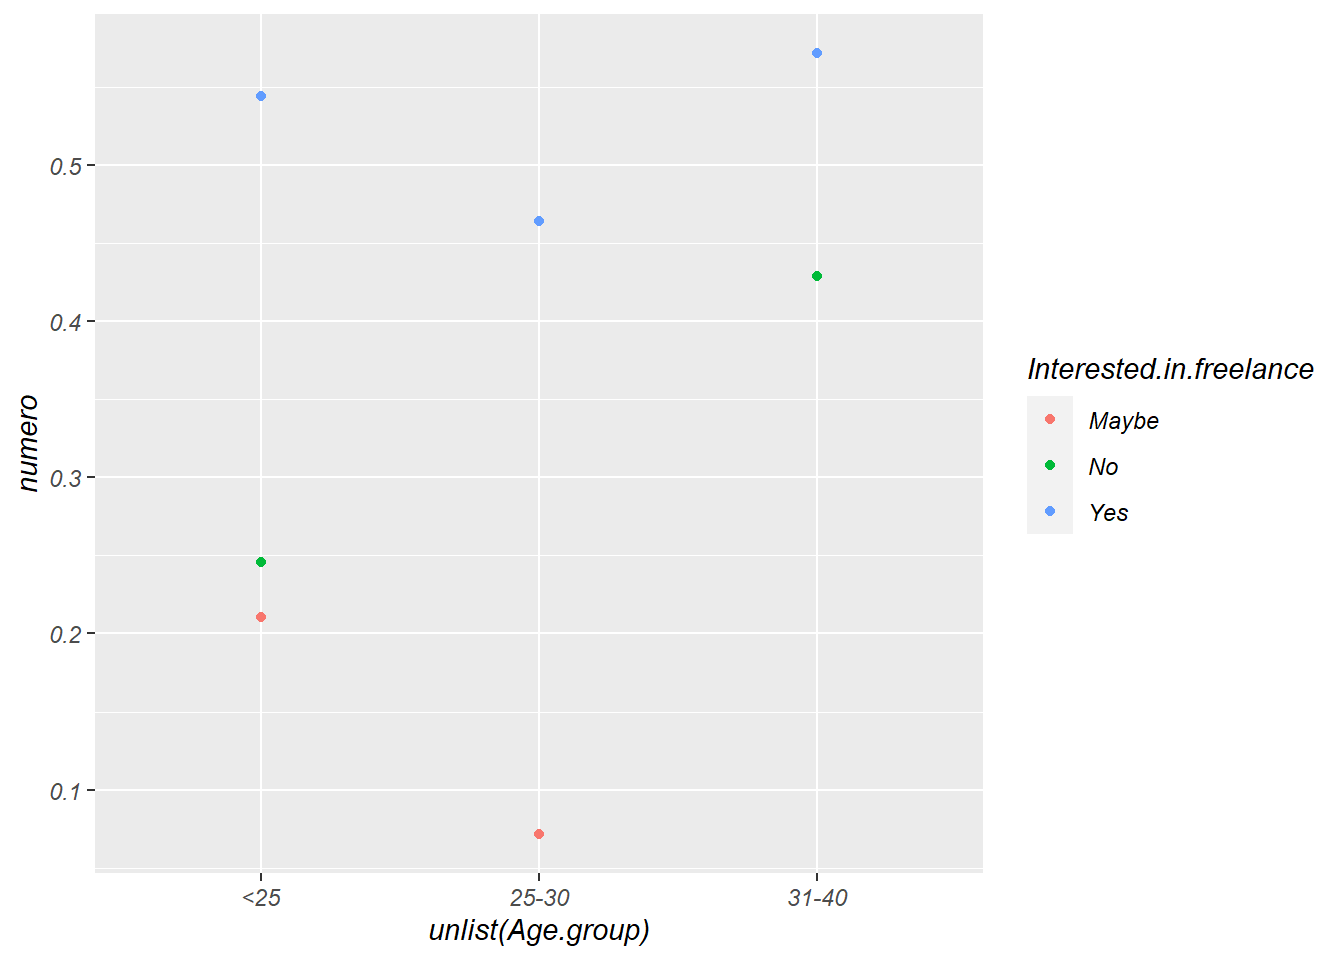 numero
0.5
0.4
0.3
0.2
0.1
<25
25-30
31-40
unlist(Age.group)
Interested.in.freelance
Maybe
No
Yes